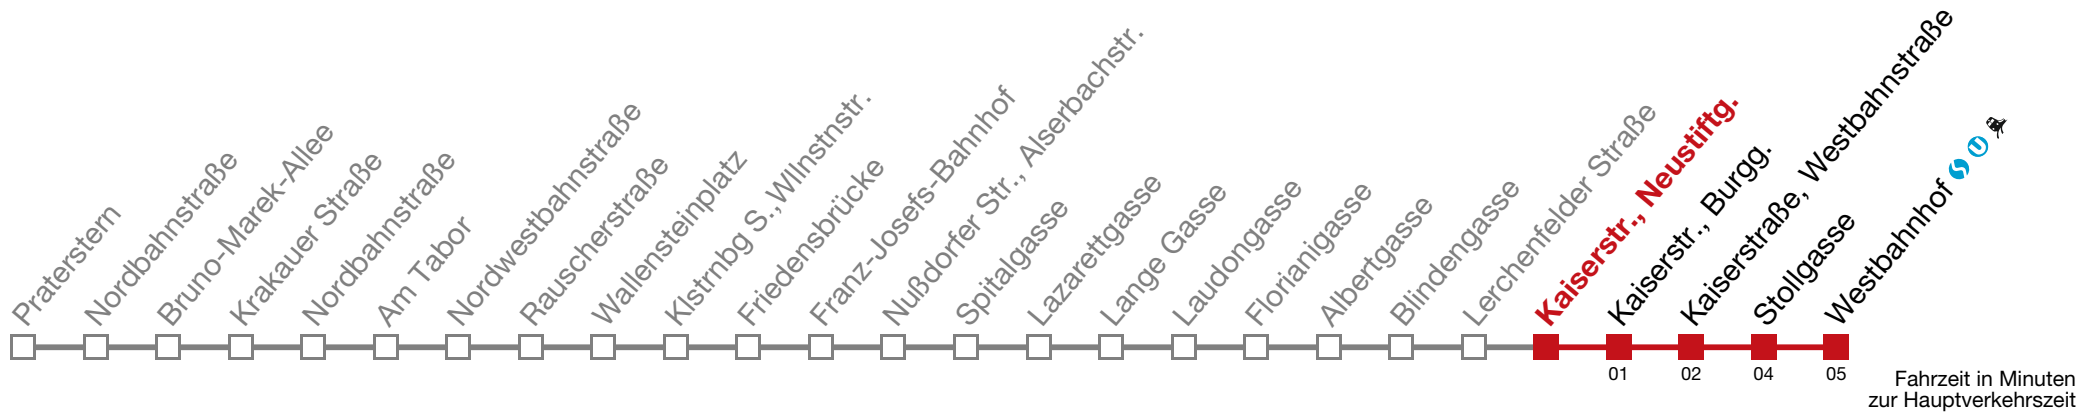 Praterstern
Nordbahnstraße
Bruno-Marek-Allee
Krakauer Straße
Nordbahnstraße
Am Tabor
Nordwestbahnstraße
Rauscherstraße
Wallensteinplatz
Klstrnbg S., Wllnstnstr.
Friedensbrücke
Franz-Josefs-Bahnhof
Nußdorfer Str., Alserbachstr.
Spitalgasse
Lazarettgasse
Lange Gasse
Laudongasse
Florianigasse
Albertgasse
Blindengasse
Lerchenfelder Straße
Kaiserstr., Neustiftg.
Kaiserstr., Burgg.
Kaiserstraße, Westbahnstraße
Stollgasse
Westbahnhof S U
01 02 04 05
Fahrzeit in Minuten
zur Hauptverkehrszeit